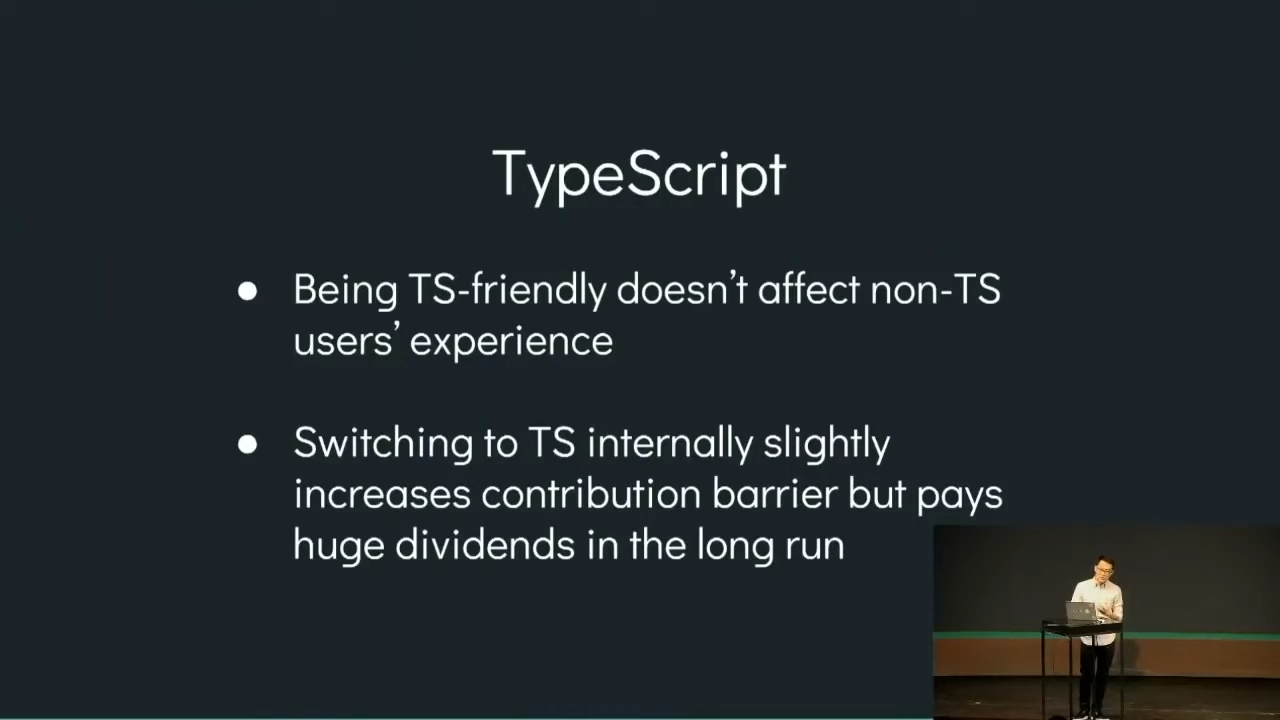 TypeScript
● Being TS-friendly doesn’t affect non-TS
users’ experience
● Switching to TS internally slightly
increases contribution barrier but pays
huge dividends in the long run